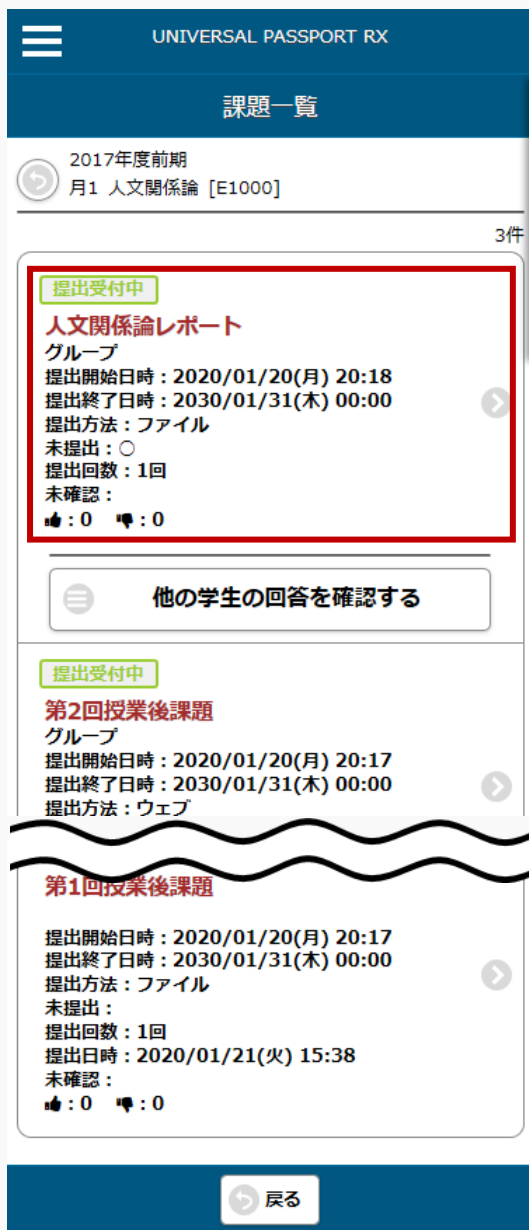 UNIVERSAL PASSPORT RX
課題一覧
2017年度前期
月1 人文関係論 [E1000]
3件
提出受付中
人文関係論レポート
グループ
提出開始日時：2020/01/20(月) 20:18
提出終了日時：2030/01/31(木) 00:00
提出方法：ファイル
未提出：○
提出回数：1回
未確認：
：0 ：0
他の学生の回答を確認する
提出受付中
第2回授業後課題
グループ
提出開始日時：2020/01/20(月) 20:17
提出終了日時：2030/01/31(木) 00:00
提出方法：ウェブ
第1回授業後課題
提出開始日時：2020/01/20(月) 20:17
提出終了日時：2030/01/31(木) 00:00
提出方法：ファイル
未提出：
提出回数：1回
提出日時：2020/01/21(火) 15:38
未確認：
：0 ：0
戻る